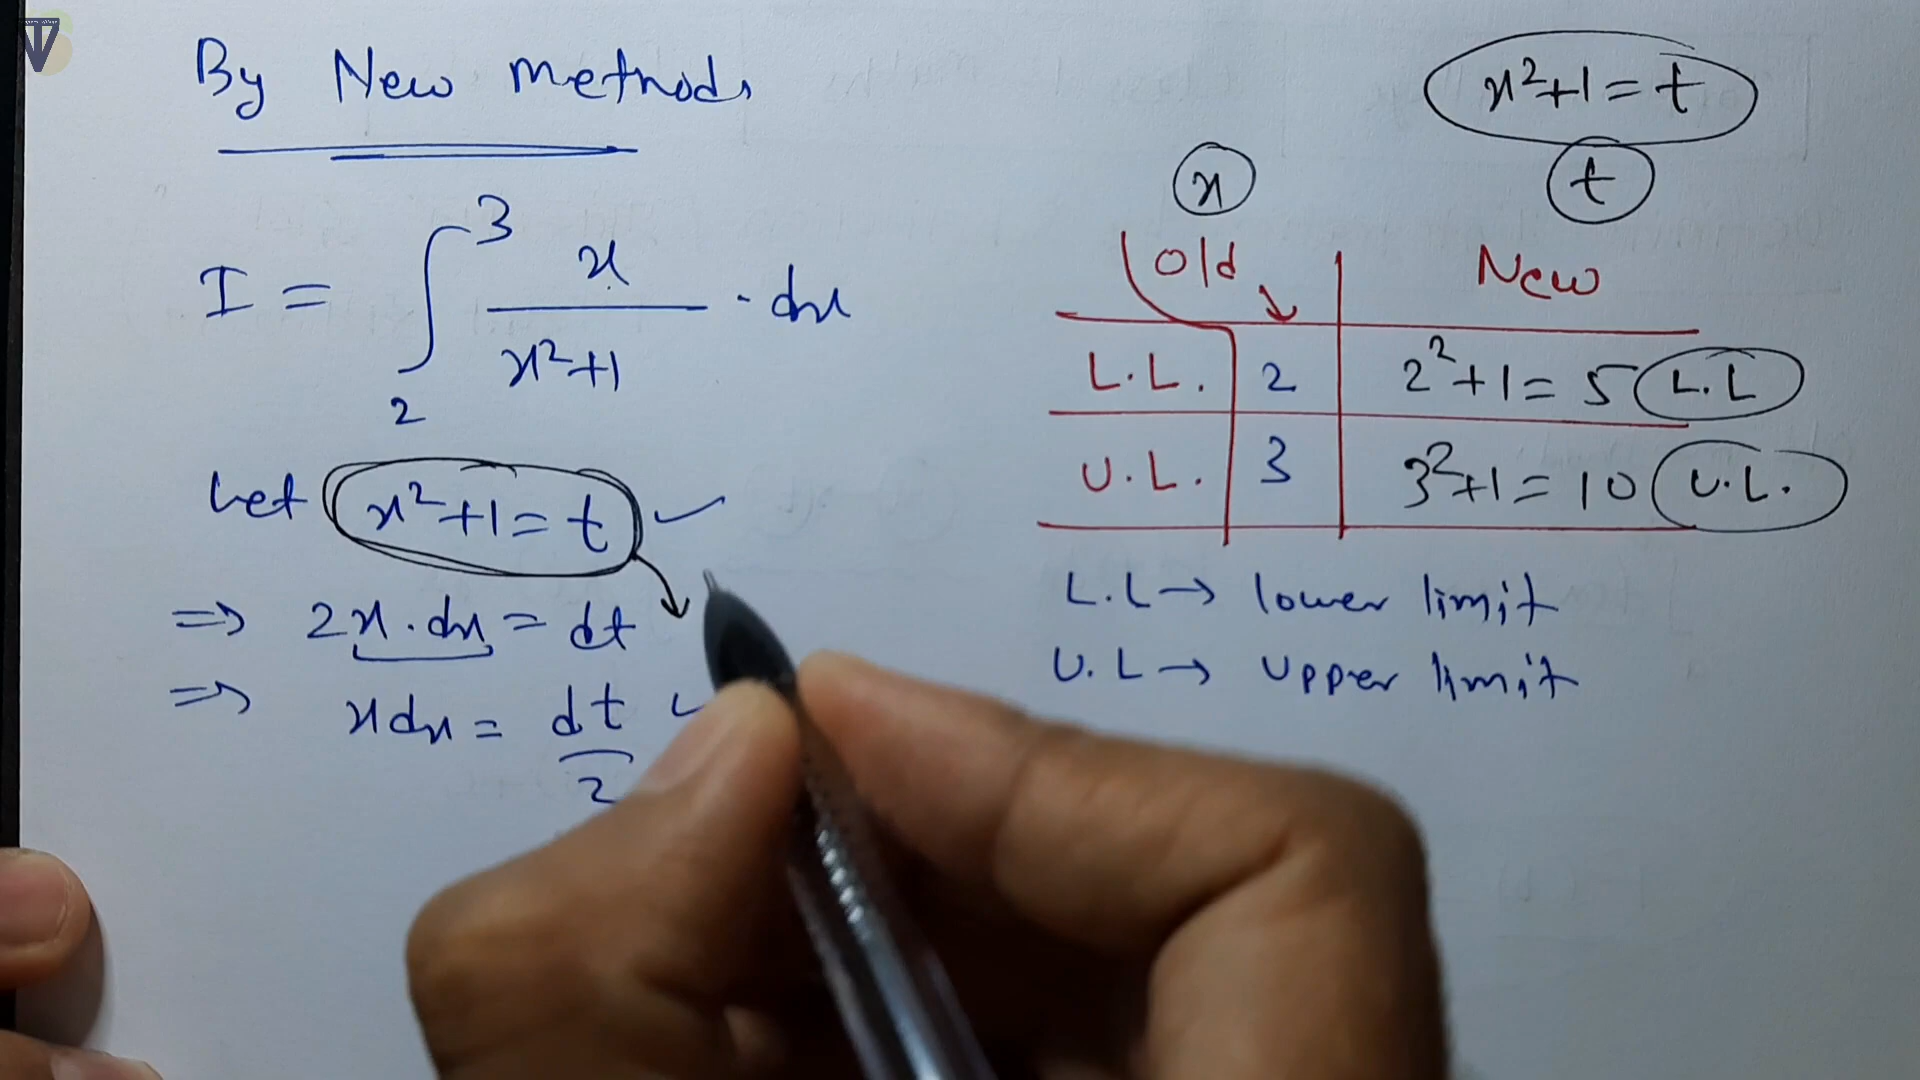 By New methods
I = ∫₂³ x/(x²+1) · dx
Let x²+1 = t ✓
⇒ 2x·dx = dt
⇒ xdx = dt/2
x²+1 = t
x t
Old New
L.L. 2 2²+1 = 5 L.L
U.L. 3 3²+1 = 10 U.L.
L.L → lower limit
U.L → Upper limit